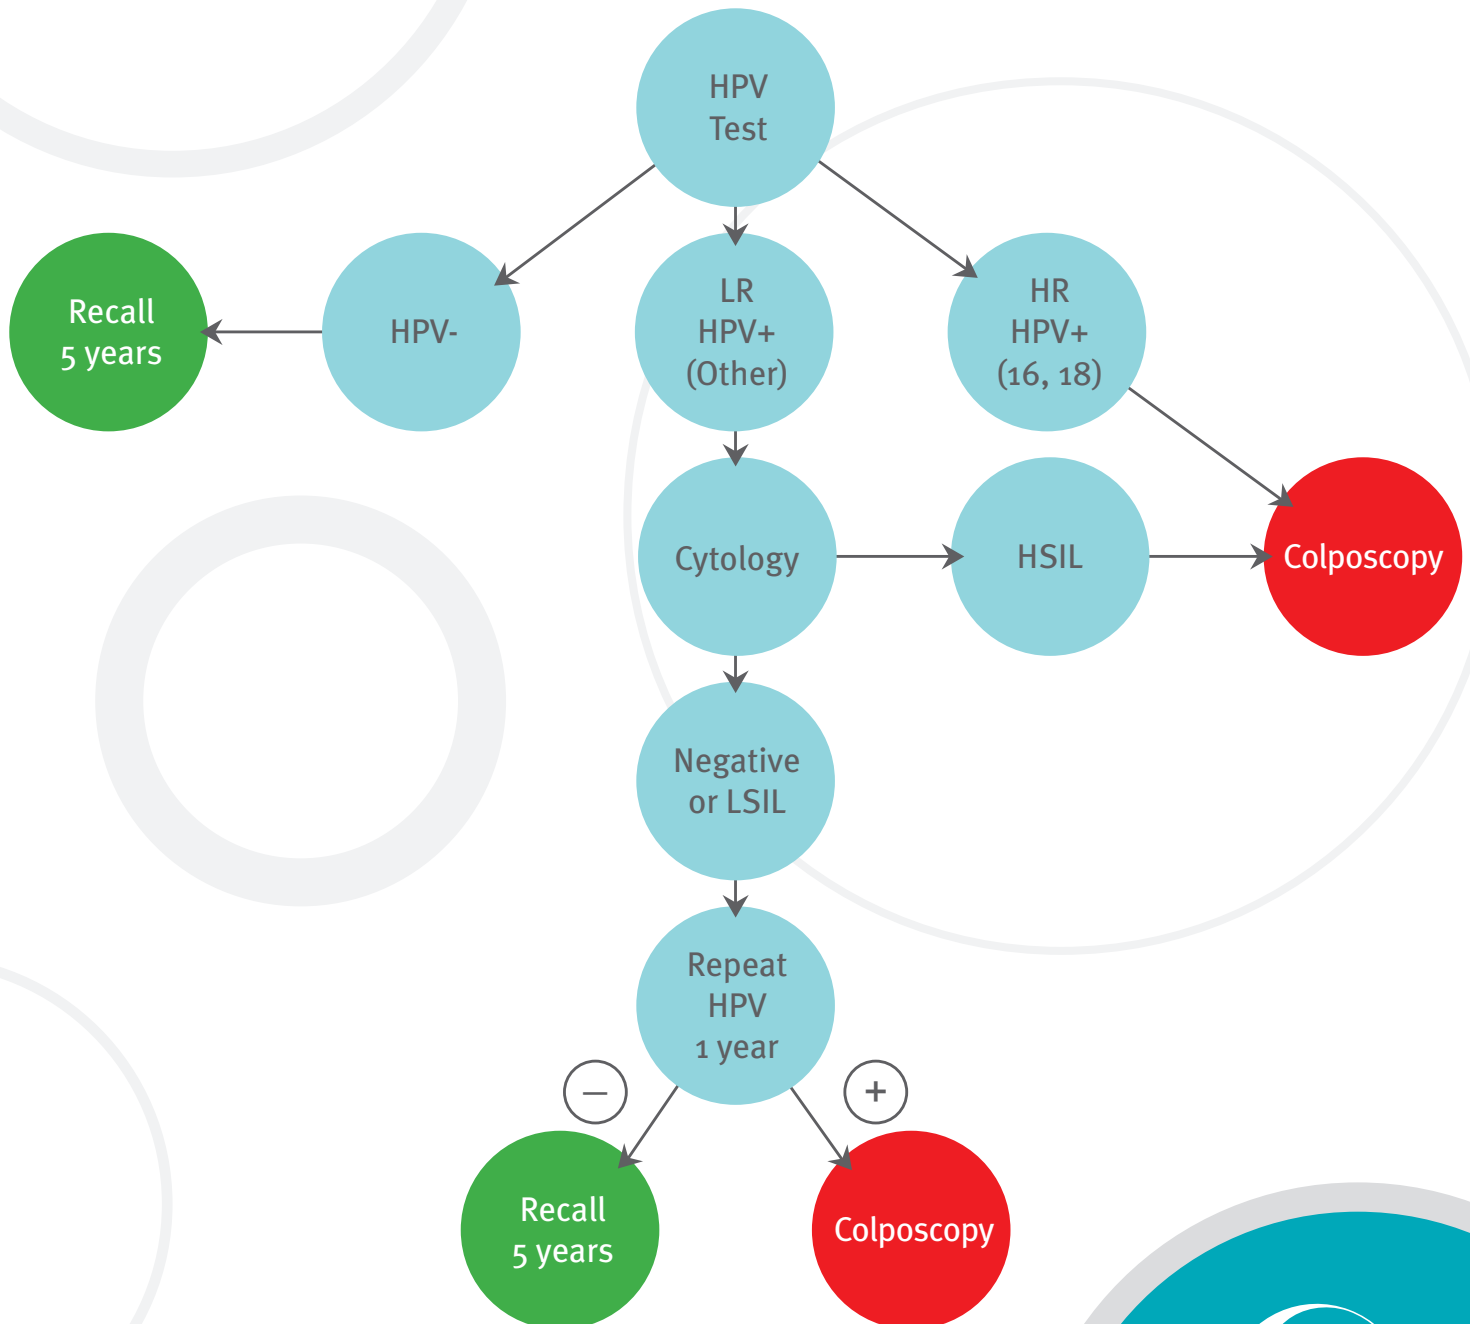 HPV
Test
Recall
5 years
HPV-
LR
HPV+
(Other)
HR
HPV+
(16, 18)
Cytology
HSIL
Colposcopy
Negative
or LSIL
Repeat
HPV
1 year
–
+
Recall
5 years
Colposcopy